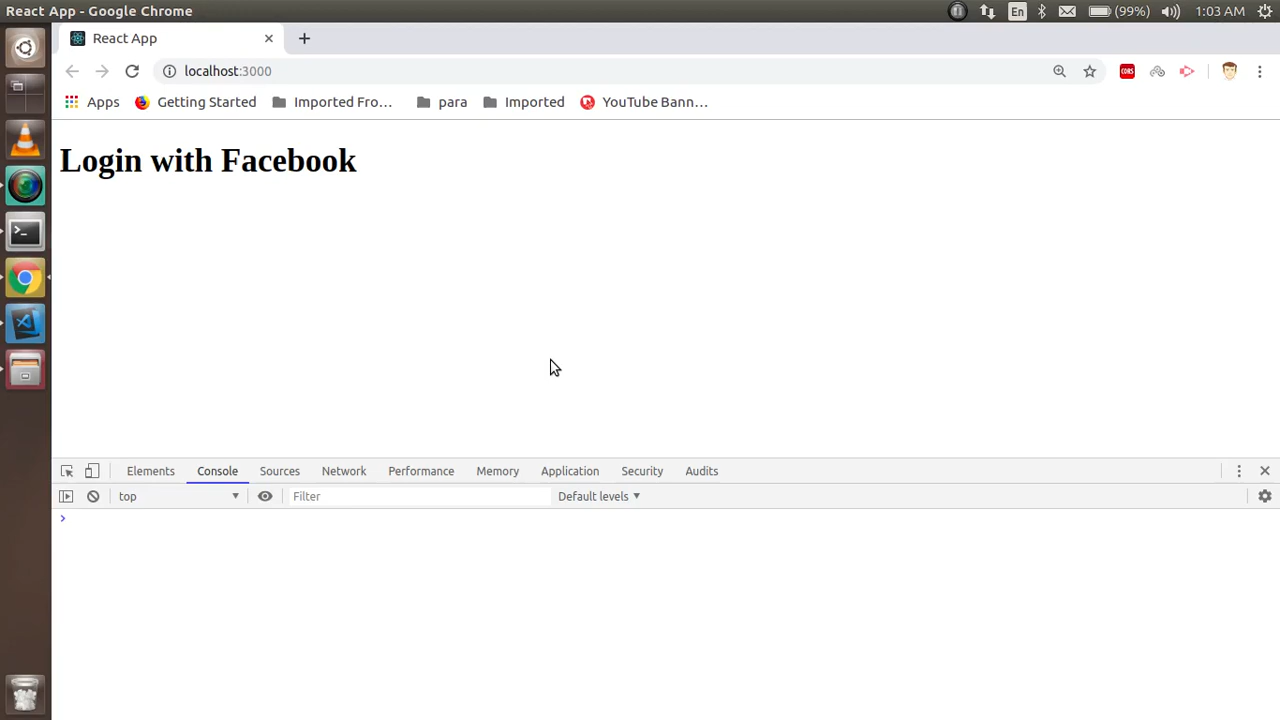 React App - Google Chrome
En
(99%)
1:03 AM
React App
localhost:3000
CORS
Apps
Getting Started
Imported Fro...
para
Imported
YouTube Bann...
Login with Facebook
Elements
Console
Sources
Network
Performance
Memory
Application
Security
Audits
top
Filter
Default levels